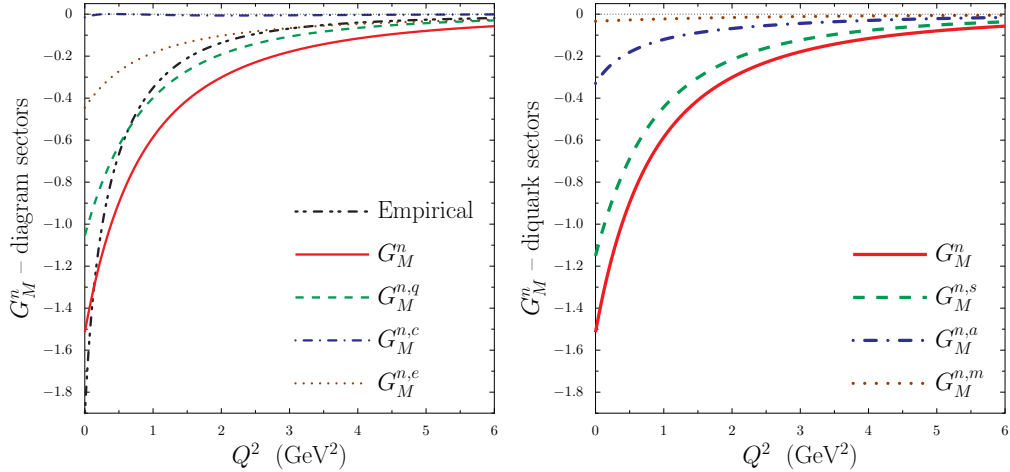 0
−0.2
−0.4
−0.6
−0.8
−1.0
−1.2
−1.4
−1.6
−1.8
G_M^n – diagram sectors
Empirical
G_M^n
G_M^{n,q}
G_M^{n,c}
G_M^{n,e}
0 1 2 3 4 5 6
Q^2 (GeV^2)
0
−0.2
−0.4
−0.6
−0.8
−1.0
−1.2
−1.4
−1.6
−1.8
G_M^n – diquark sectors
G_M^n
G_M^{n,s}
G_M^{n,a}
G_M^{n,m}
0 1 2 3 4 5 6
Q^2 (GeV^2)